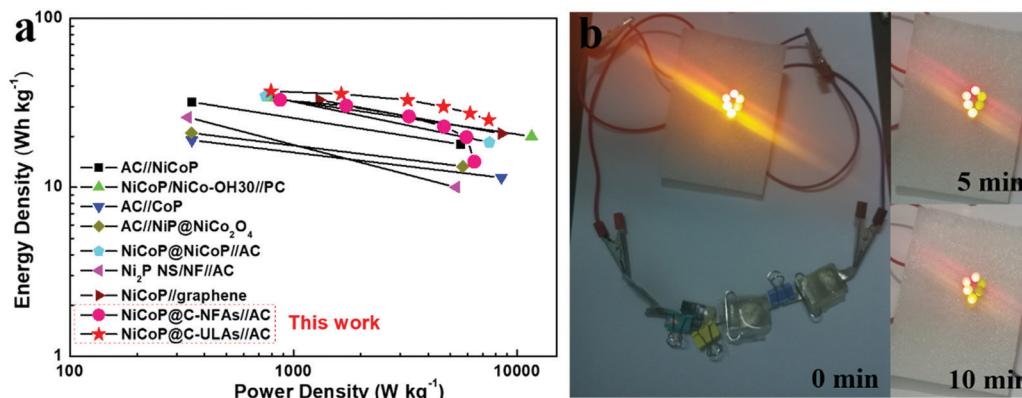 a
100
10
1
Energy Density (Wh kg⁻¹)
AC//NiCoP
NiCoP/NiCo-OH30//PC
AC//CoP
AC//NiP@NiCo₂O₄
NiCoP@NiCoP//AC
Ni₂P NS/NF//AC
NiCoP//graphene
NiCoP@C-NFAs//AC
NiCoP@C-ULAs//AC
This work
100
1000
10000
Power Density (W kg⁻¹)
b
0 min
5 min
10 min